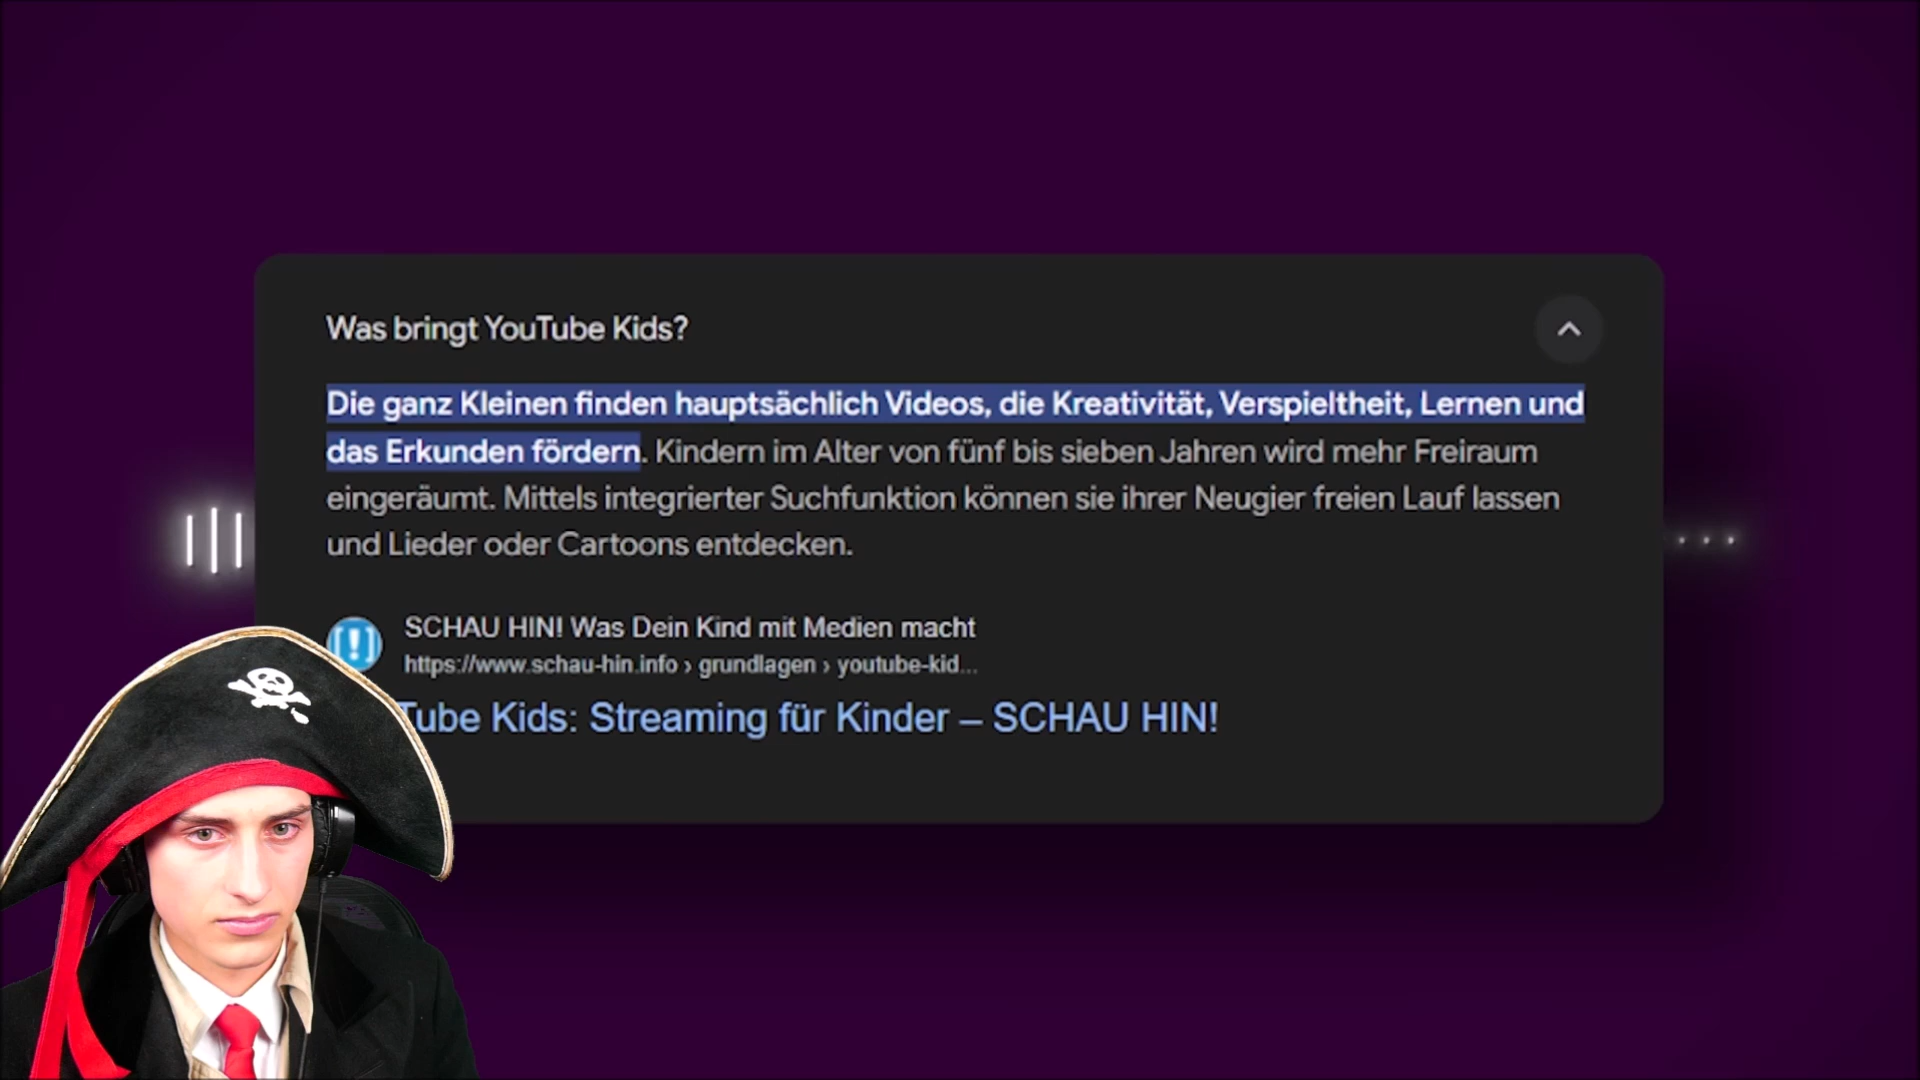 Was bringt YouTube Kids?
Die ganz Kleinen finden hauptsächlich Videos, die Kreativität, Verspieltheit, Lernen und
das Erkunden fördern. Kindern im Alter von fünf bis sieben Jahren wird mehr Freiraum
eingeräumt. Mittels integrierter Suchfunktion können sie ihrer Neugier freien Lauf lassen
und Lieder oder Cartoons entdecken.
SCHAU HIN! Was Dein Kind mit Medien macht
https://www.schau-hin.info › grundlagen › youtube-kid...
Tube Kids: Streaming für Kinder – SCHAU HIN!